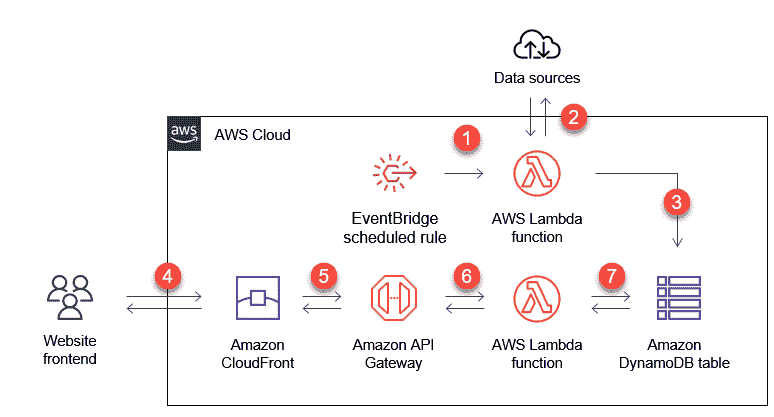 Data sources
aws
AWS Cloud
1
2
EventBridge
scheduled rule
AWS Lambda
function
3
4
5
6
7
Website
frontend
Amazon
CloudFront
Amazon API
Gateway
AWS Lambda
function
Amazon
DynamoDB table